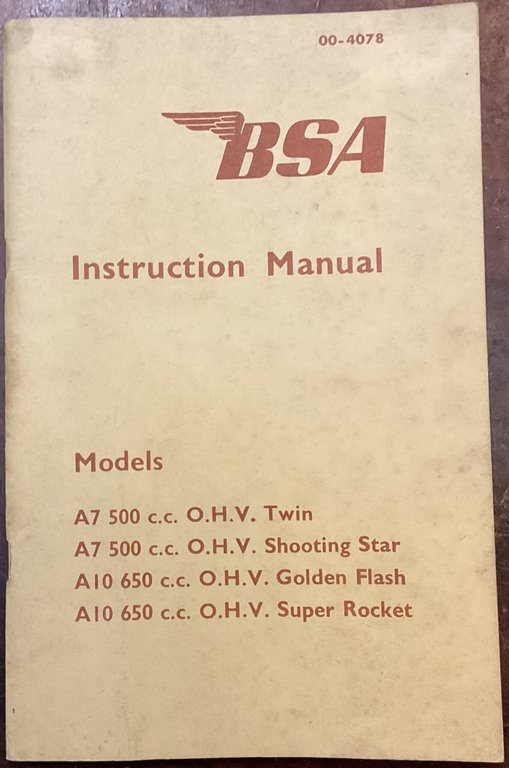 00-4078
BSA
Instruction Manual
Models
A7 500 c.c. O.H.V. Twin
A7 500 c.c. O.H.V. Shooting Star
A10 650 c.c. O.H.V. Golden Flash
A10 650 c.c. O.H.V. Super Rocket